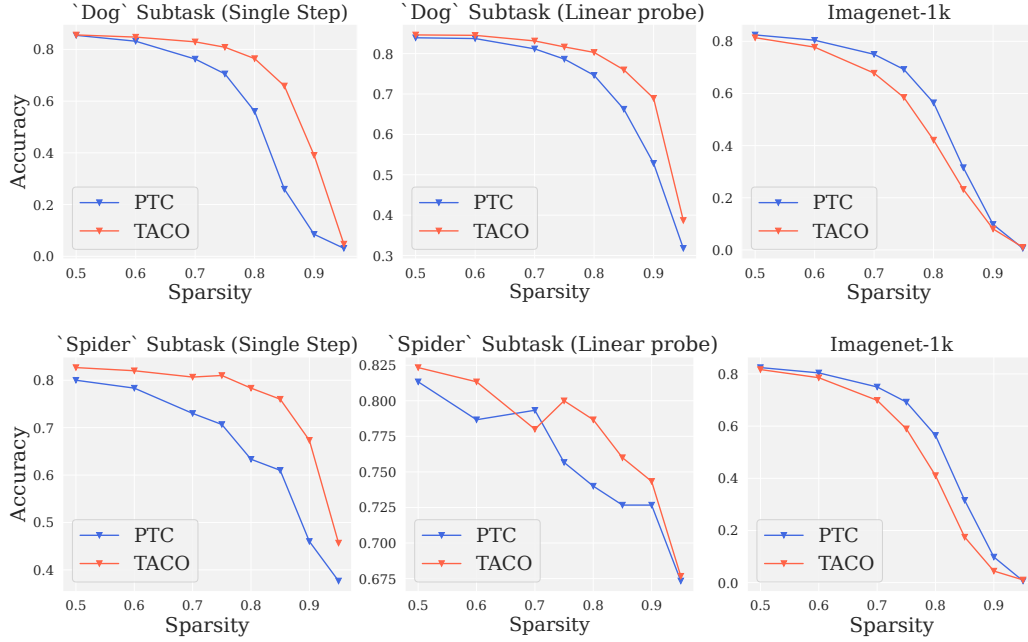 `Dog` Subtask (Single Step)
Accuracy
0.8
0.6
0.4
0.2
0.0
PTC
TACO
0.5 0.6 0.7 0.8 0.9
Sparsity
`Dog` Subtask (Linear probe)
0.8
0.7
0.6
0.5
0.4
0.3
PTC
TACO
0.5 0.6 0.7 0.8 0.9
Sparsity
Imagenet-1k
0.8
0.6
0.4
0.2
0.0
PTC
TACO
0.5 0.6 0.7 0.8 0.9
Sparsity
`Spider` Subtask (Single Step)
Accuracy
0.8
0.7
0.6
0.5
0.4
PTC
TACO
0.5 0.6 0.7 0.8 0.9
Sparsity
`Spider` Subtask (Linear probe)
0.825
0.800
0.775
0.750
0.725
0.700
0.675
PTC
TACO
0.5 0.6 0.7 0.8 0.9
Sparsity
Imagenet-1k
0.8
0.6
0.4
0.2
0.0
PTC
TACO
0.5 0.6 0.7 0.8 0.9
Sparsity